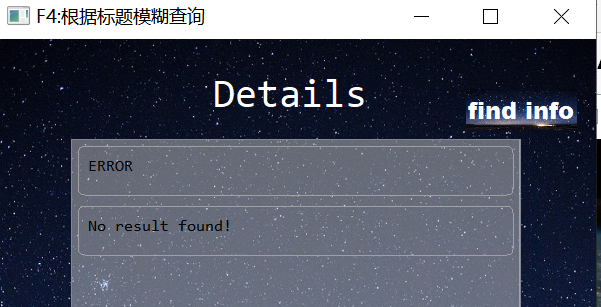 F4:根据标题模糊查询
Details
find info
ERROR
No result found!